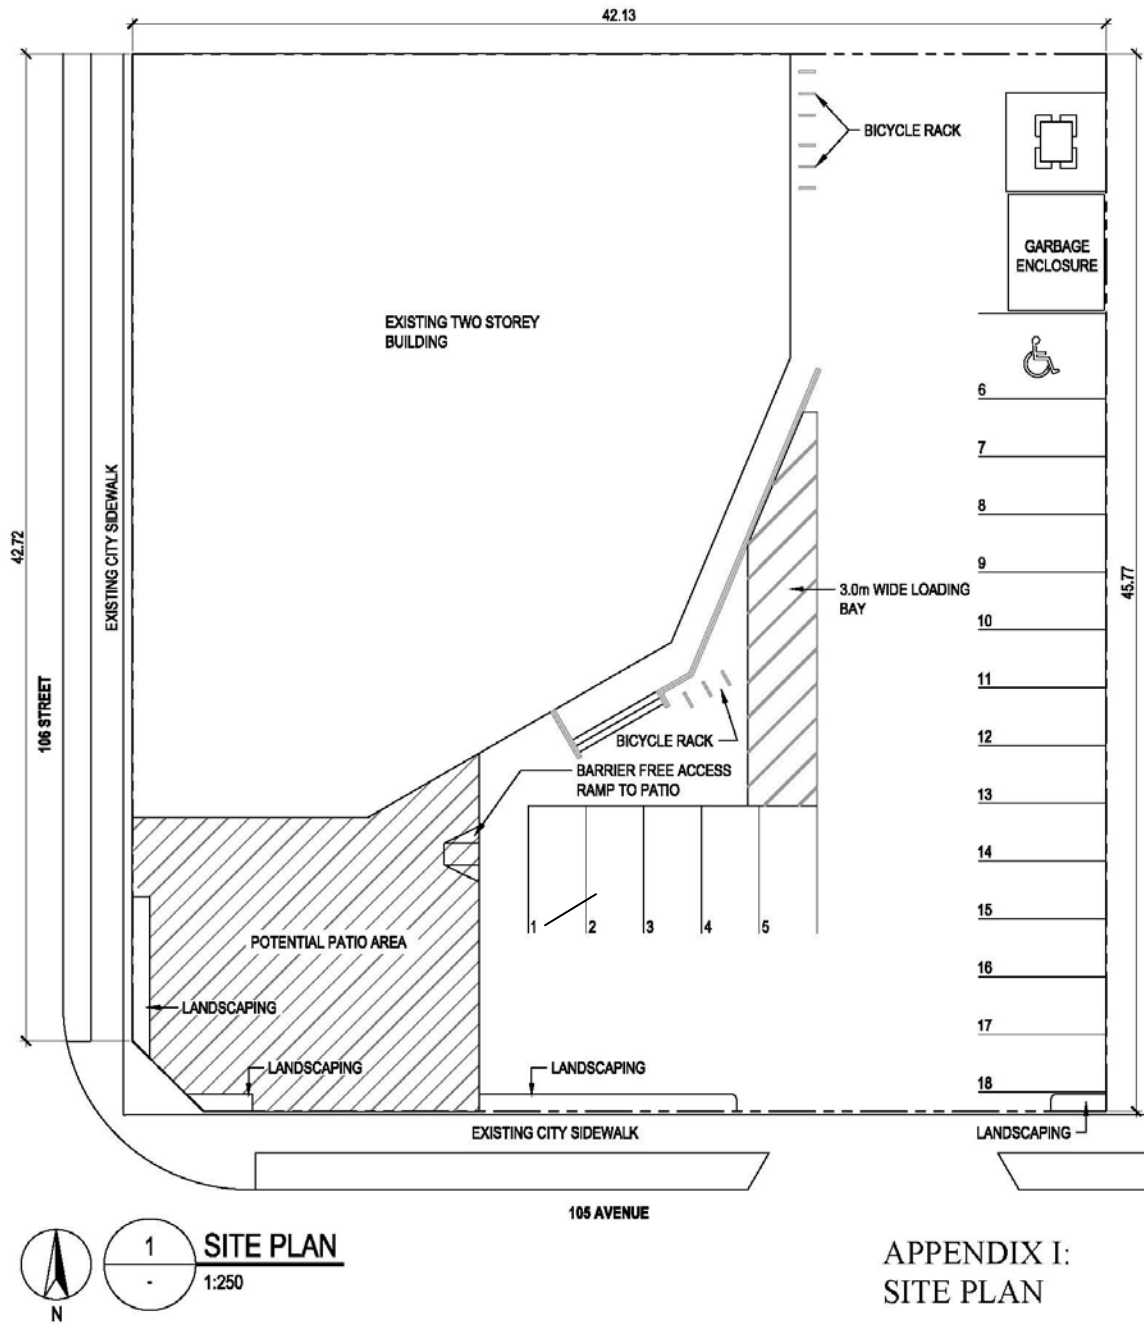 42.13
BICYCLE RACK
GARBAGE
ENCLOSURE
EXISTING TWO STOREY
BUILDING
6
7
8
9
10
11
12
13
14
15
16
17
18
EXISTING CITY SIDEWALK
42.72
45.77
106 STREET
3.0m WIDE LOADING
BAY
BICYCLE RACK
BARRIER FREE ACCESS
RAMP TO PATIO
1
2
3
4
5
POTENTIAL PATIO AREA
LANDSCAPING
LANDSCAPING
LANDSCAPING
LANDSCAPING
EXISTING CITY SIDEWALK
105 AVENUE
N
1
-
SITE PLAN
1:250
APPENDIX I:
SITE PLAN